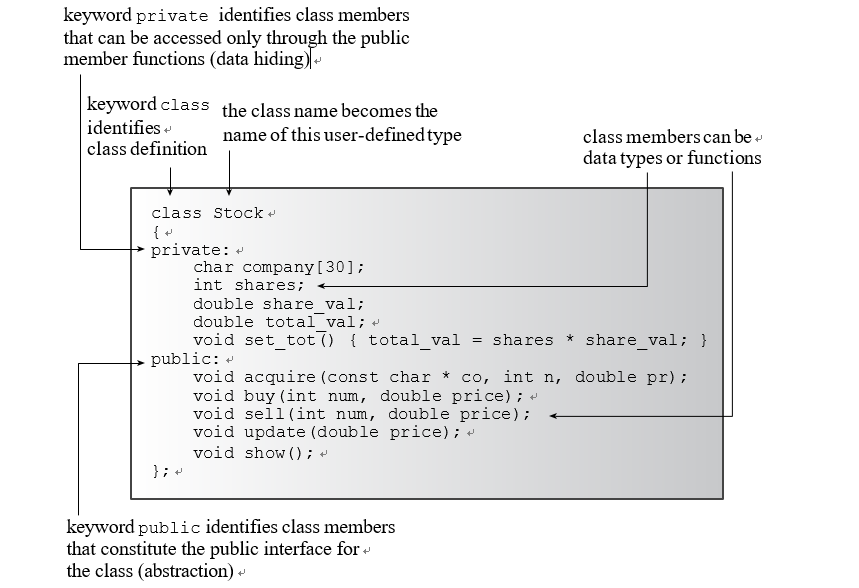 keyword private identifies class members
that can be accessed only through the public
member functions (data hiding)
keyword class
identifies
class definition
the class name becomes the
name of this user-defined type
class members can be
data types or functions
class Stock
{
private:
char company[30];
int shares;
double share_val;
double total_val;
void set_tot() { total_val = shares * share_val; }
public:
void acquire(const char * co, int n, double pr);
void buy(int num, double price);
void sell(int num, double price);
void update(double price);
void show();
};
keyword public identifies class members
that constitute the public interface for
the class (abstraction)